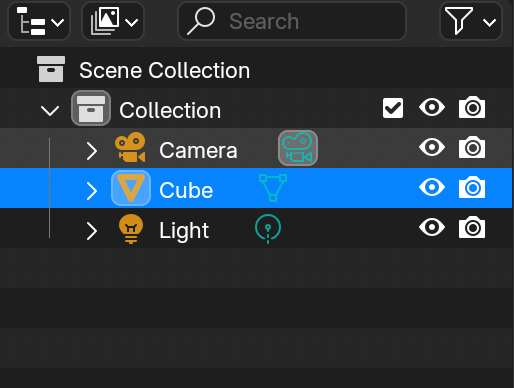 Search
Scene Collection
Collection
Camera
Cube
Light